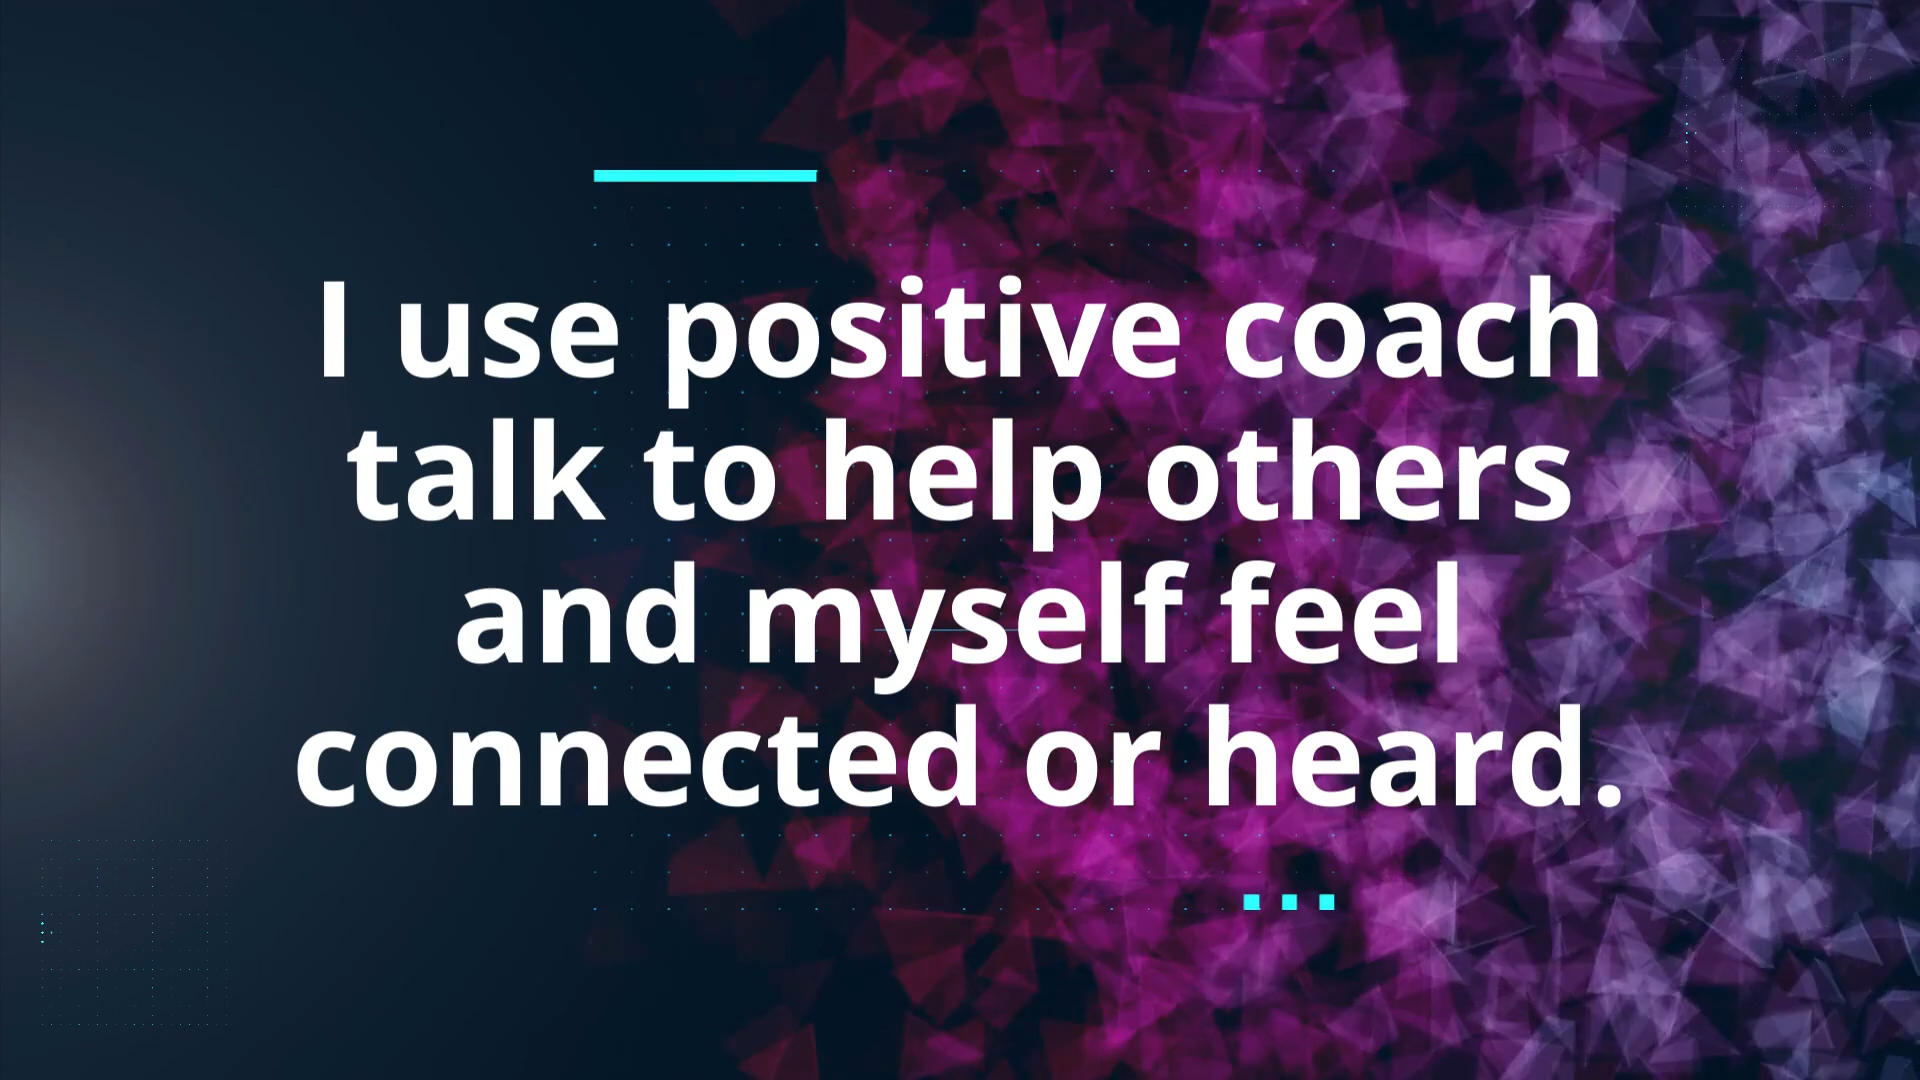 I use positive coach
talk to help others
and myself feel
connected or heard.